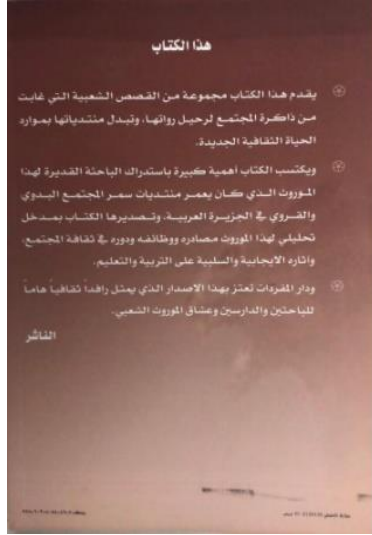 هذا الكتاب
يقدم هذا الكتاب مجموعة من القصص الشعبية التي غابت
من ذاكرة المجتمع لرحيل رواتها، وتبدل منتدياتها بموارد
الحياة الثقافية الجديدة.
ويكتسب الكتاب أهمية كبيرة باستدراك الباحثة القديرة لهذا
الموروث الذي كان يعمر منتديات سمر المجتمع البدوي
والقروي في الجزيرة العربية، وتصديرها الكتاب بمدخل
تحليلي لهذا الموروث مصادره ووظائفه ودوره في ثقافة المجتمع،
وآثاره الايجابية والسلبية على التربية والتعليم.
ودار المفردات تعتز بهذا الاصدار الذي يمثل رافداً ثقافياً هاماً
للباحثين والدارسين وعشاق الموروث الشعبي.
الناشر